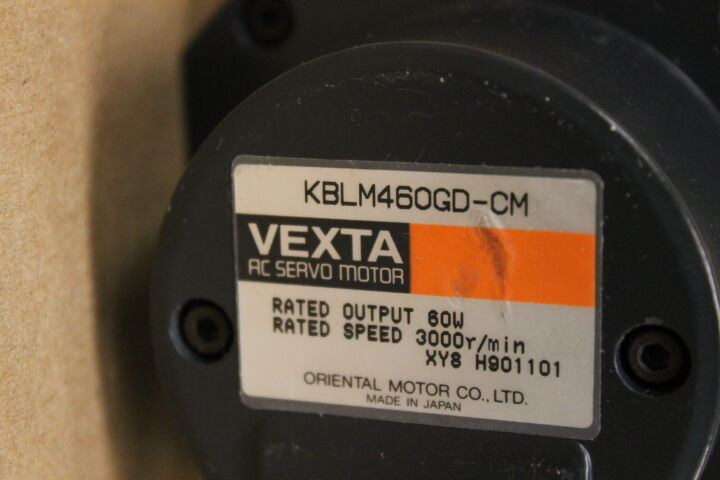 KBLM460GD-CM
VEXTA
AC SERVO MOTOR
RATED OUTPUT 60W
RATED SPEED 3000r/min
XY8 H901101
ORIENTAL MOTOR CO., LTD.
MADE IN JAPAN